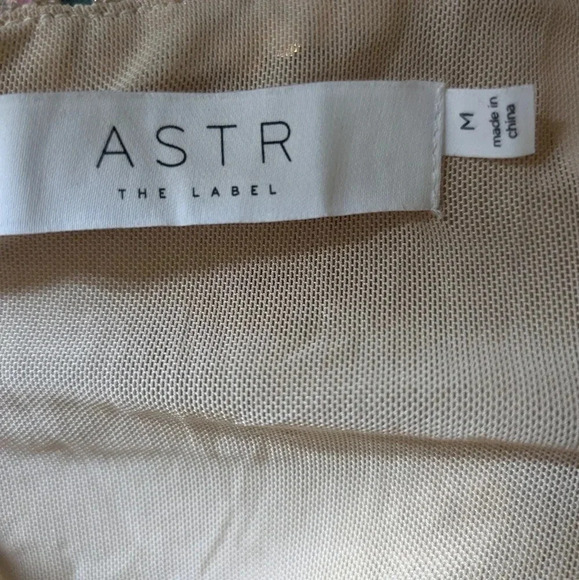 ASTR
THE LABEL
M
made in
china